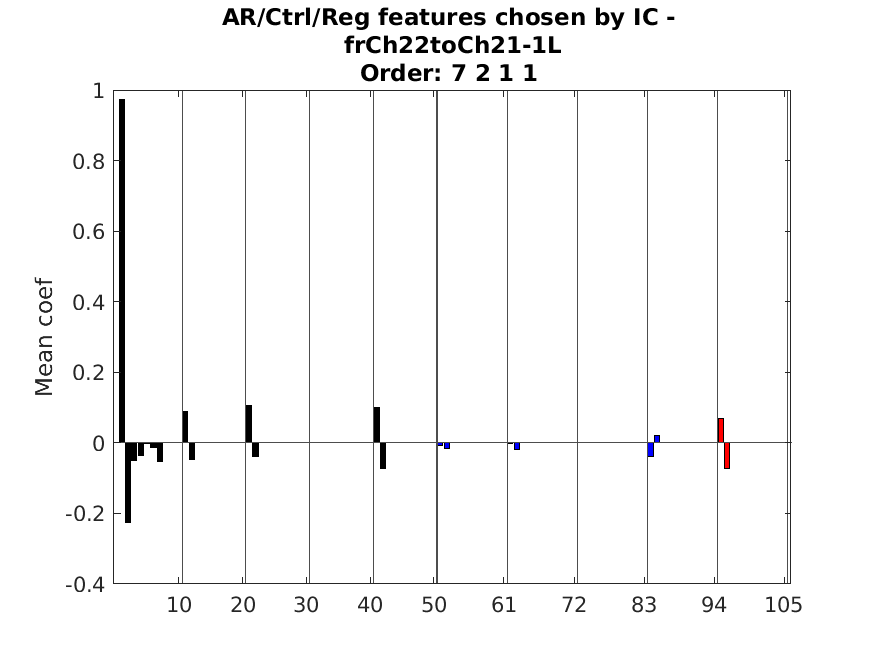 AR/Ctrl/Reg features chosen by IC -
frCh22toCh21-1L
Order: 7 2 1 1
1
0.8
0.6
0.4
0.2
0
-0.2
-0.4
Mean coef
10 20 30 40 50 61 72 83 94 105